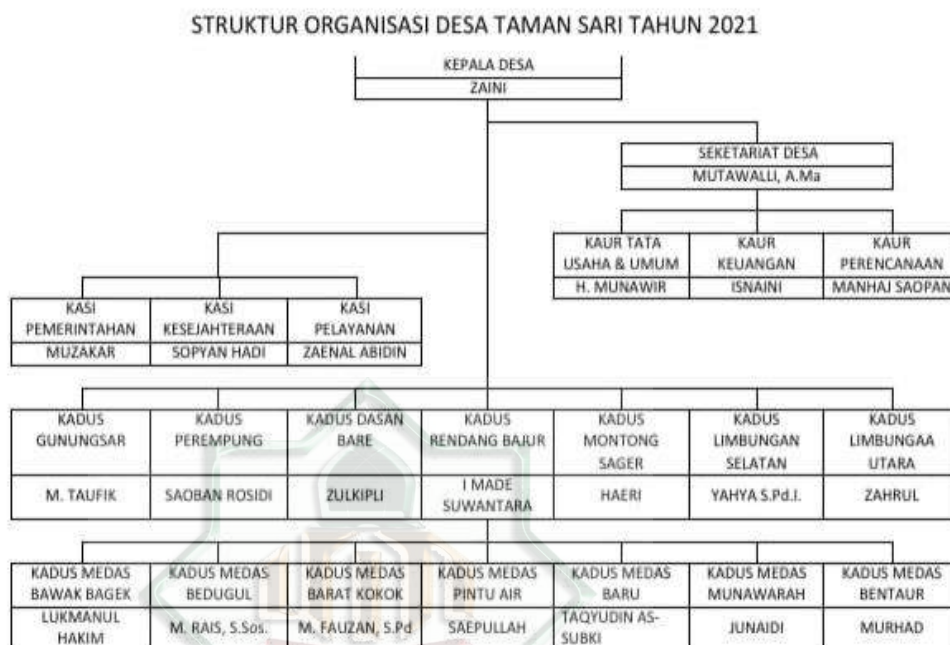 STRUKTUR ORGANISASI DESA TAMAN SARI TAHUN 2021
KEPALA DESA
ZAINI
SEKETARIAT DESA
MUTAWALLI, A.Ma
KAUR TATA
USAHA & UMUM
H. MUNAWIR
KAUR
KEUANGAN
ISNAINI
KAUR
PERENCANAAN
MANHAJ SAOPAN
KASI
PEMERINTAHAN
MUZAKAR
KASI
KESEJAHTERAAN
SOPYAN HADI
KASI
PELAYANAN
ZAENAL ABIDIN
KADUS
GUNUNGSAR
M. TAUFIK
KADUS
PEREMPUNG
SAOBAN ROSIDI
KADUS DASAN
BARE
ZULKIPLI
KADUS
RENDANG BAJUR
I MADE
SUWANTARA
KADUS
MONTONG
SAGER
HAERI
KADUS
LIMBUNGAN
SELATAN
YAHYA S.Pd.I.
KADUS
LIMBUNGAA
UTARA
ZAHRUL
KADUS MEDAS
BAWAK BAGEK
LUKMANUL
HAKIM
KADUS MEDAS
BEDUGUL
M. RAIS, S.Sos.
KADUS MEDAS
BARAT KOKOK
M. FAUZAN, S.Pd
KADUS MEDAS
PINTU AIR
SAEPULLAH
KADUS MEDAS
BARU
TAQYUDIN AS-
SUBKI
KADUS MEDAS
MUNAWARAH
JUNAIDI
KADUS MEDAS
BENTAUR
MURHAD